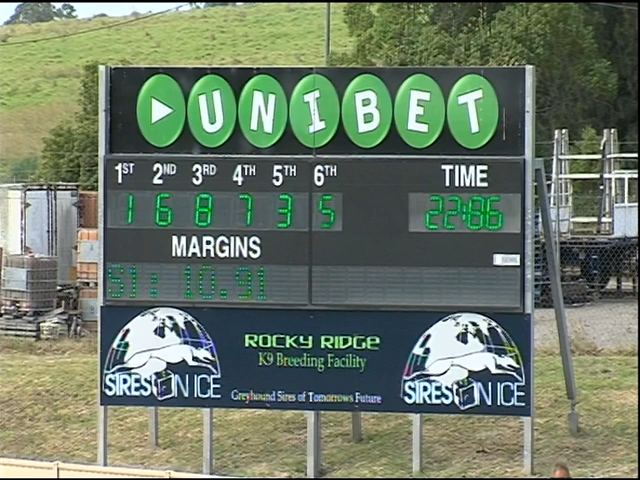 UNIBET
1ST 2ND 3RD 4TH 5TH 6TH TIME
1 6 8 7 3 5 22:86
MARGINS
S1: 10.91
ROCKY RIDGE
K9 Breeding Facility
SIRES ON ICE
Greyhound Sires of Tomorrows Future
SIRES ON ICE